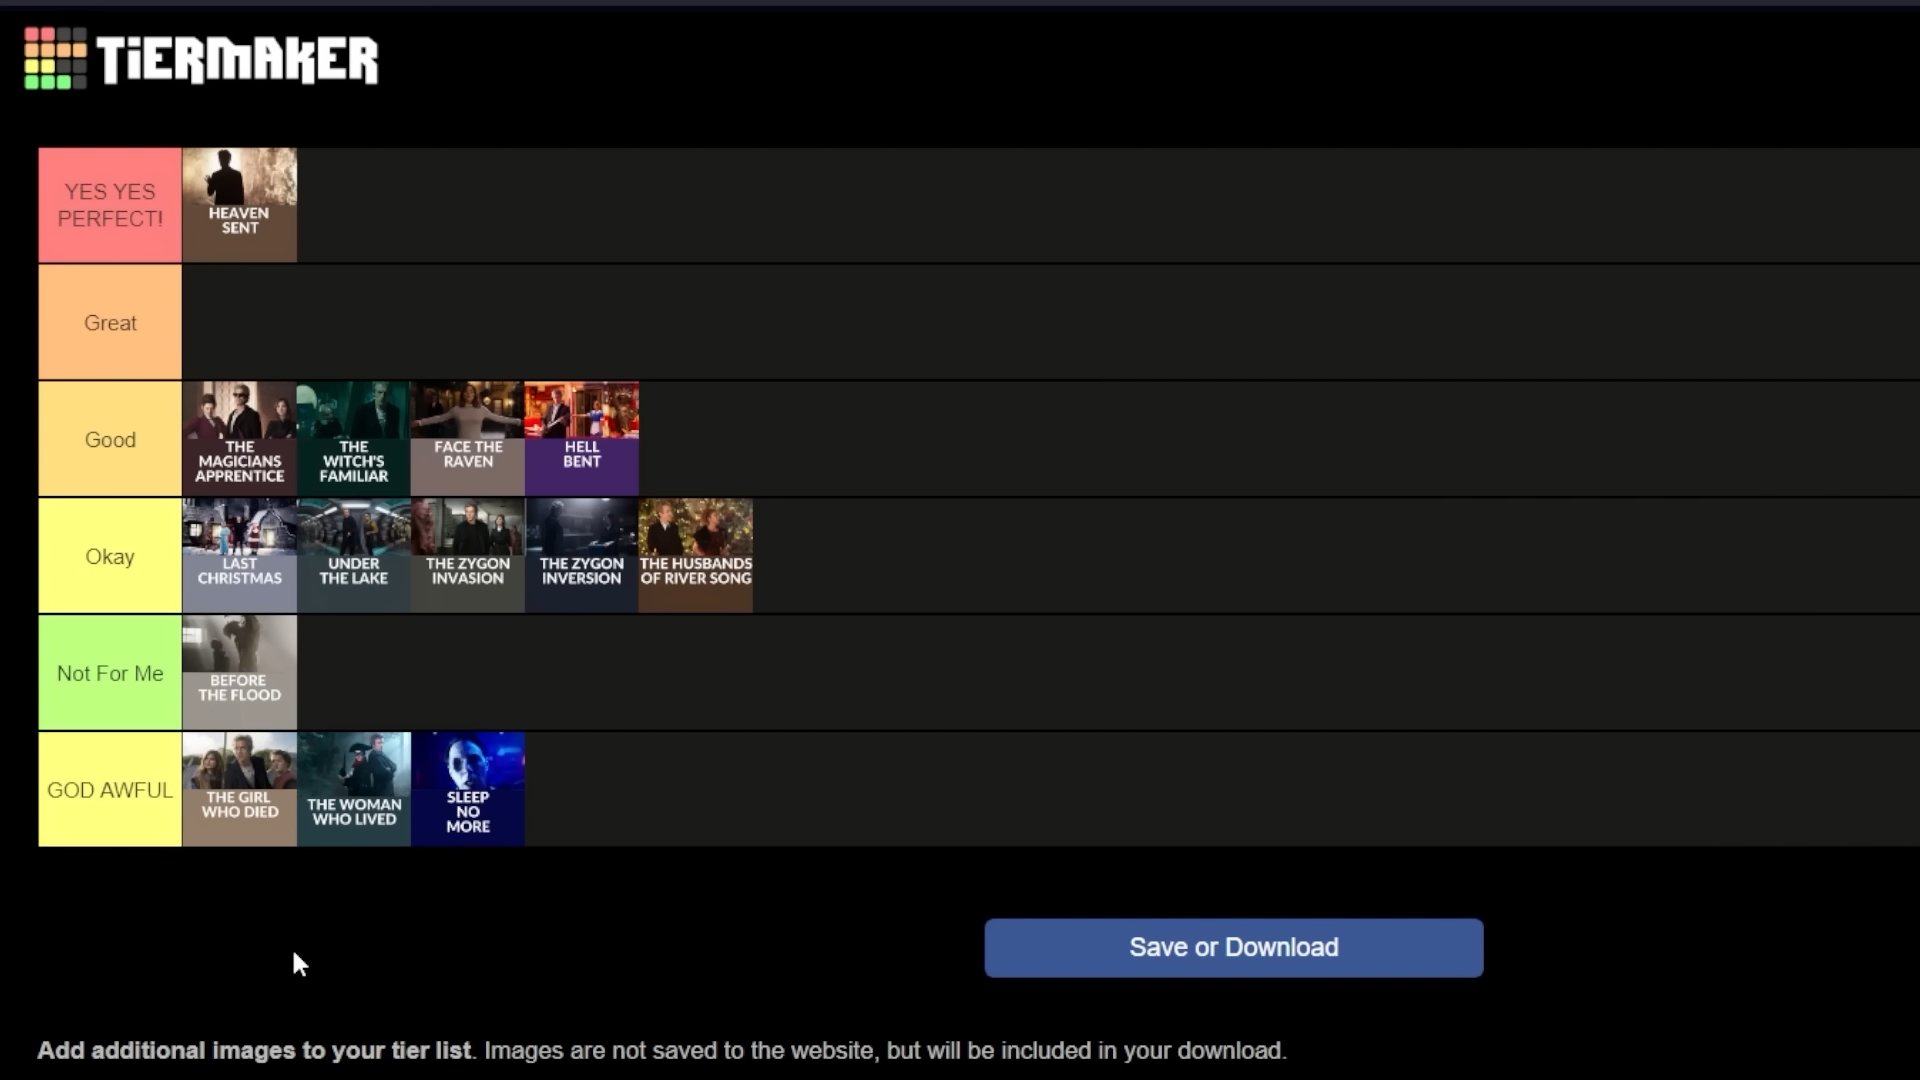 TiERMAKER
YES YES
PERFECT!
HEAVEN
SENT
Great
Good
THE
MAGICIANS
APPRENTICE
THE
WITCH'S
FAMILIAR
FACE THE
RAVEN
HELL
BENT
Okay
LAST
CHRISTMAS
UNDER
THE LAKE
THE ZYGON
INVASION
THE ZYGON
INVERSION
THE HUSBANDS
OF RIVER SONG
Not For Me
BEFORE
THE FLOOD
GOD AWFUL
THE GIRL
WHO DIED
THE WOMAN
WHO LIVED
SLEEP
NO
MORE
Save or Download
Add additional images to your tier list. Images are not saved to the website, but will be included in your download.